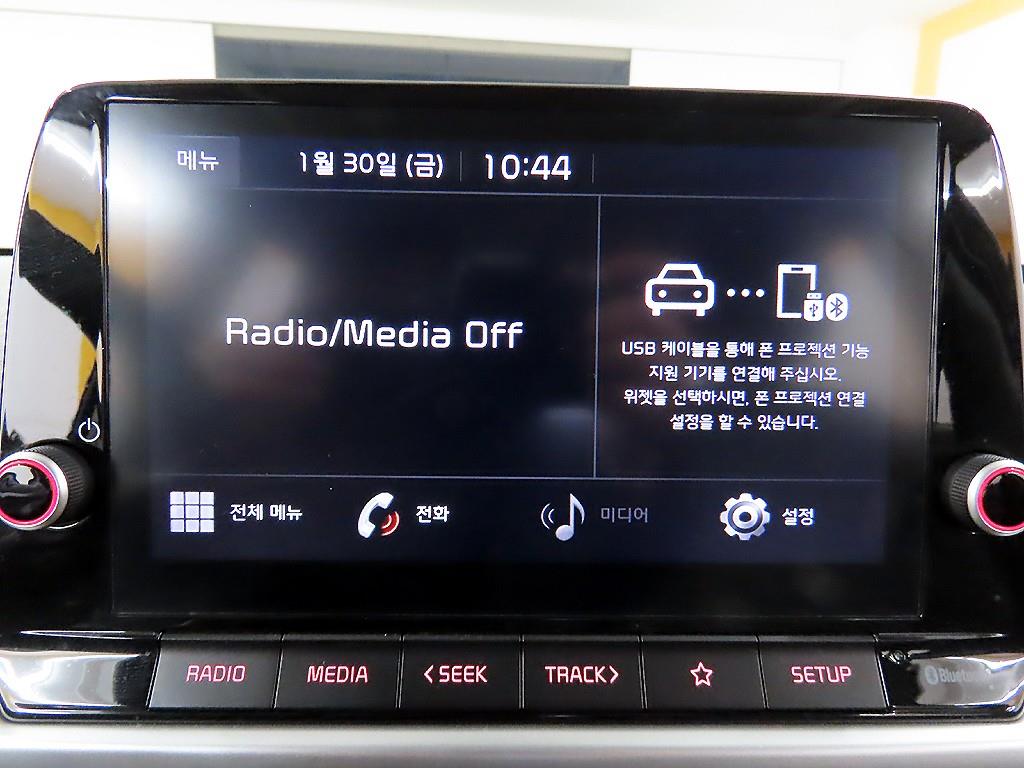 메뉴 1월 30일 (금) 10:44
Radio/Media Off
USB 케이블을 통해 폰 프로젝션 기능
지원 기기를 연결해 주십시오.
위젯을 선택하시면, 폰 프로젝션 연결
설정을 할 수 있습니다.
전체 메뉴 전화 미디어 설정
RADIO MEDIA <SEEK TRACK> SETUP
Bluetooth